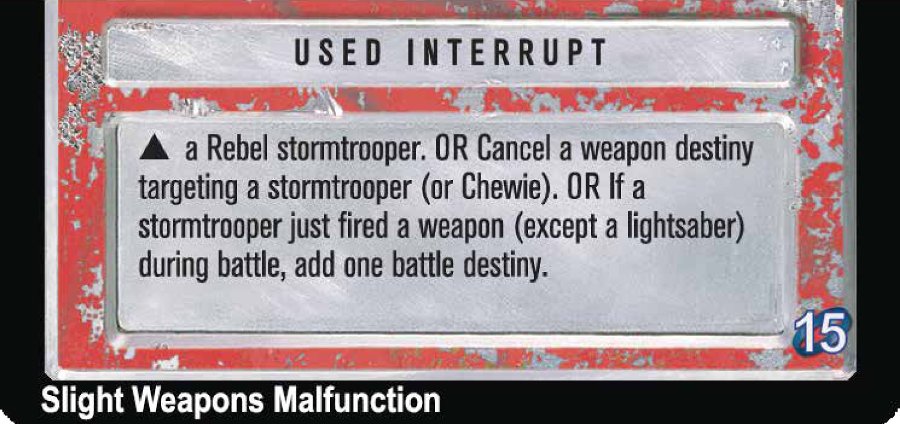 USED INTERRUPT
▲ a Rebel stormtrooper. OR Cancel a weapon destiny
targeting a stormtrooper (or Chewie). OR If a
stormtrooper just fired a weapon (except a lightsaber)
during battle, add one battle destiny.
15
Slight Weapons Malfunction